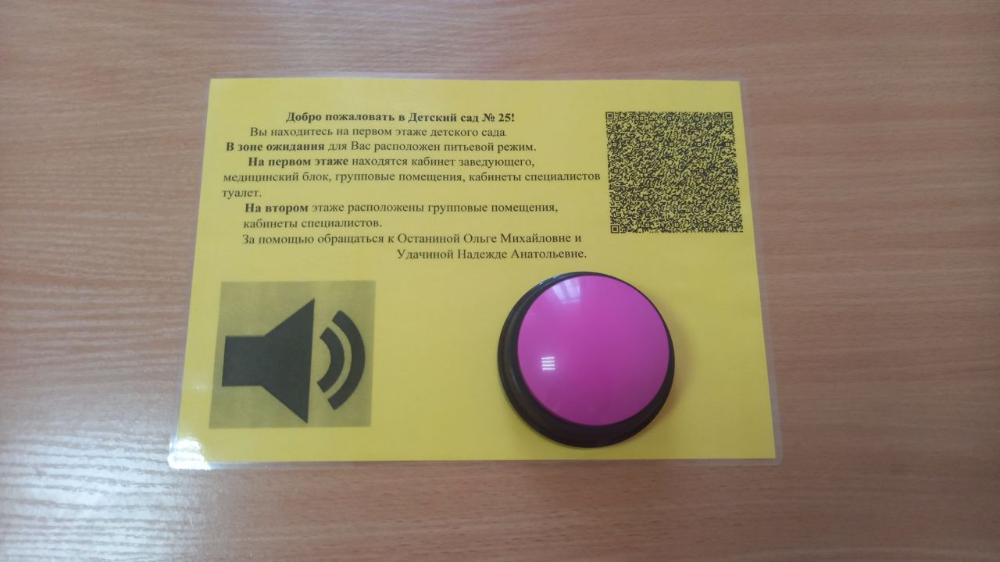 Добро пожаловать в Детский сад № 25!
Вы находитесь на первом этаже детского сада.
В зоне ожидания для Вас расположен питьевой режим.
На первом этаже находятся кабинет заведующего,
медицинский блок, групповые помещения, кабинеты специалистов
туалет.
На втором этаже расположены групповые помещения,
кабинеты специалистов.
За помощью обращаться к Останиной Ольге Михайловне и
Удачиной Надежде Анатольевне.